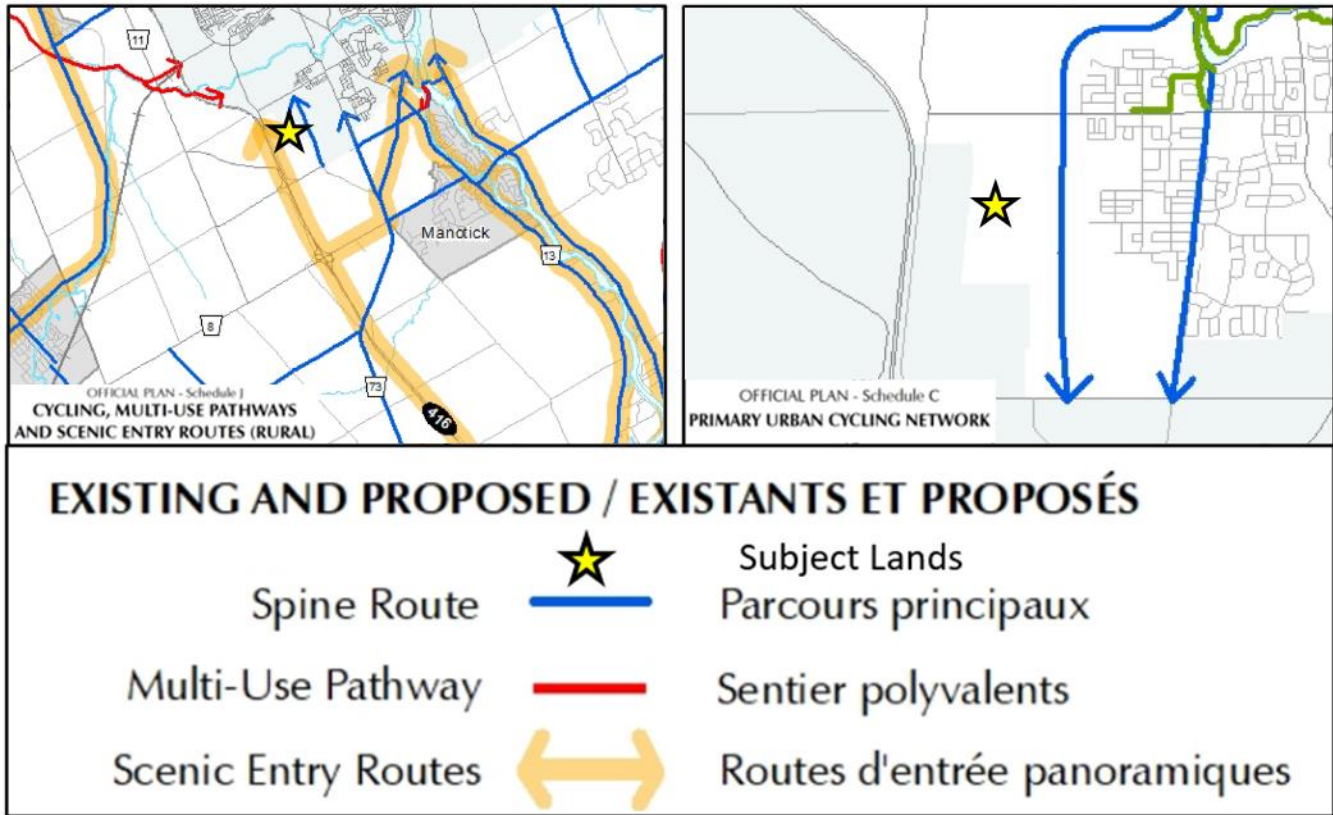 11
Manotick
13
8
73
416
OFFICIAL PLAN - Schedule J
CYCLING, MULTI-USE PATHWAYS
AND SCENIC ENTRY ROUTES (RURAL)
OFFICIAL PLAN - Schedule C
PRIMARY URBAN CYCLING NETWORK
EXISTING AND PROPOSED / EXISTANTS ET PROPOSÉS
Subject Lands
Spine Route Parcours principaux
Multi-Use Pathway Sentier polyvalents
Scenic Entry Routes Routes d'entrée panoramiques